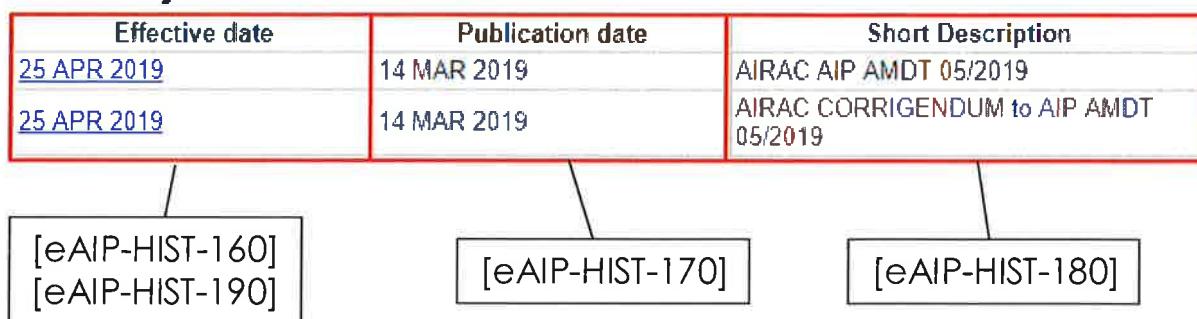 Effective date Publication date Short Description
25 APR 2019 14 MAR 2019 AIRAC AIP AMDT 05/2019
25 APR 2019 14 MAR 2019 AIRAC CORRIGENDUM to AIP AMDT
05/2019
[eAIP-HIST-160]
[eAIP-HIST-190]
[eAIP-HIST-170]
[eAIP-HIST-180]